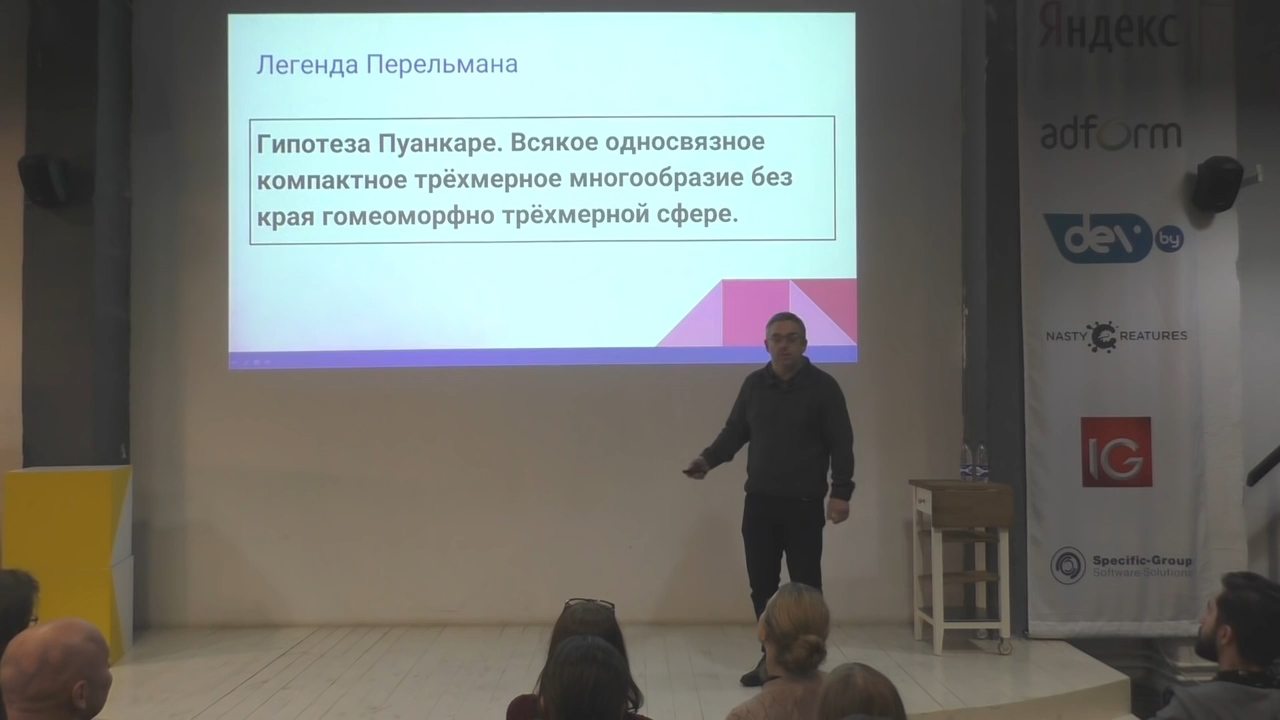 Легенда Перельмана
Гипотеза Пуанкаре. Всякое односвязное
компактное трёхмерное многообразие без
края гомеоморфно трёхмерной сфере.
Яндекс
adform
dev by
NASTY CREATURES
IG
Specific-Group
Software Solutions